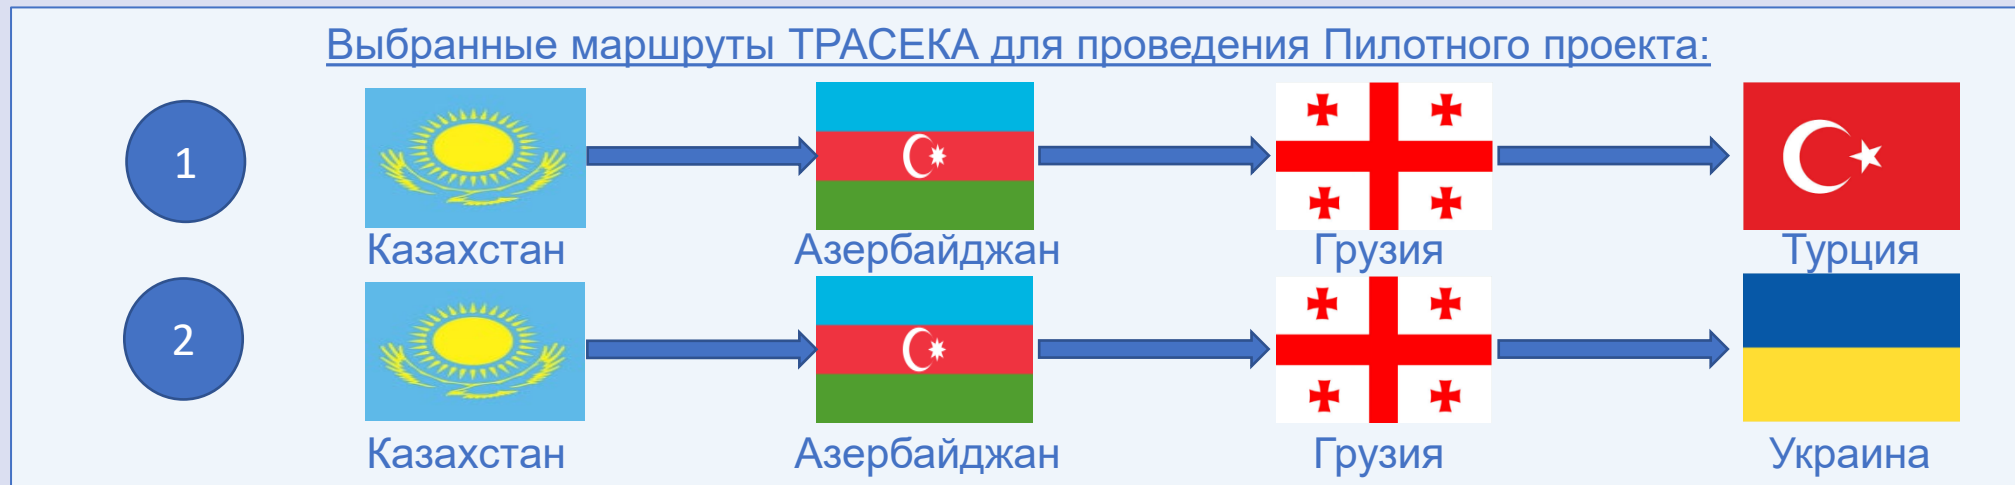 Выбранные маршруты ТРАСЕКА для проведения Пилотного проекта:
1
Казахстан Азербайджан Грузия Турция
2
Казахстан Азербайджан Грузия Украина